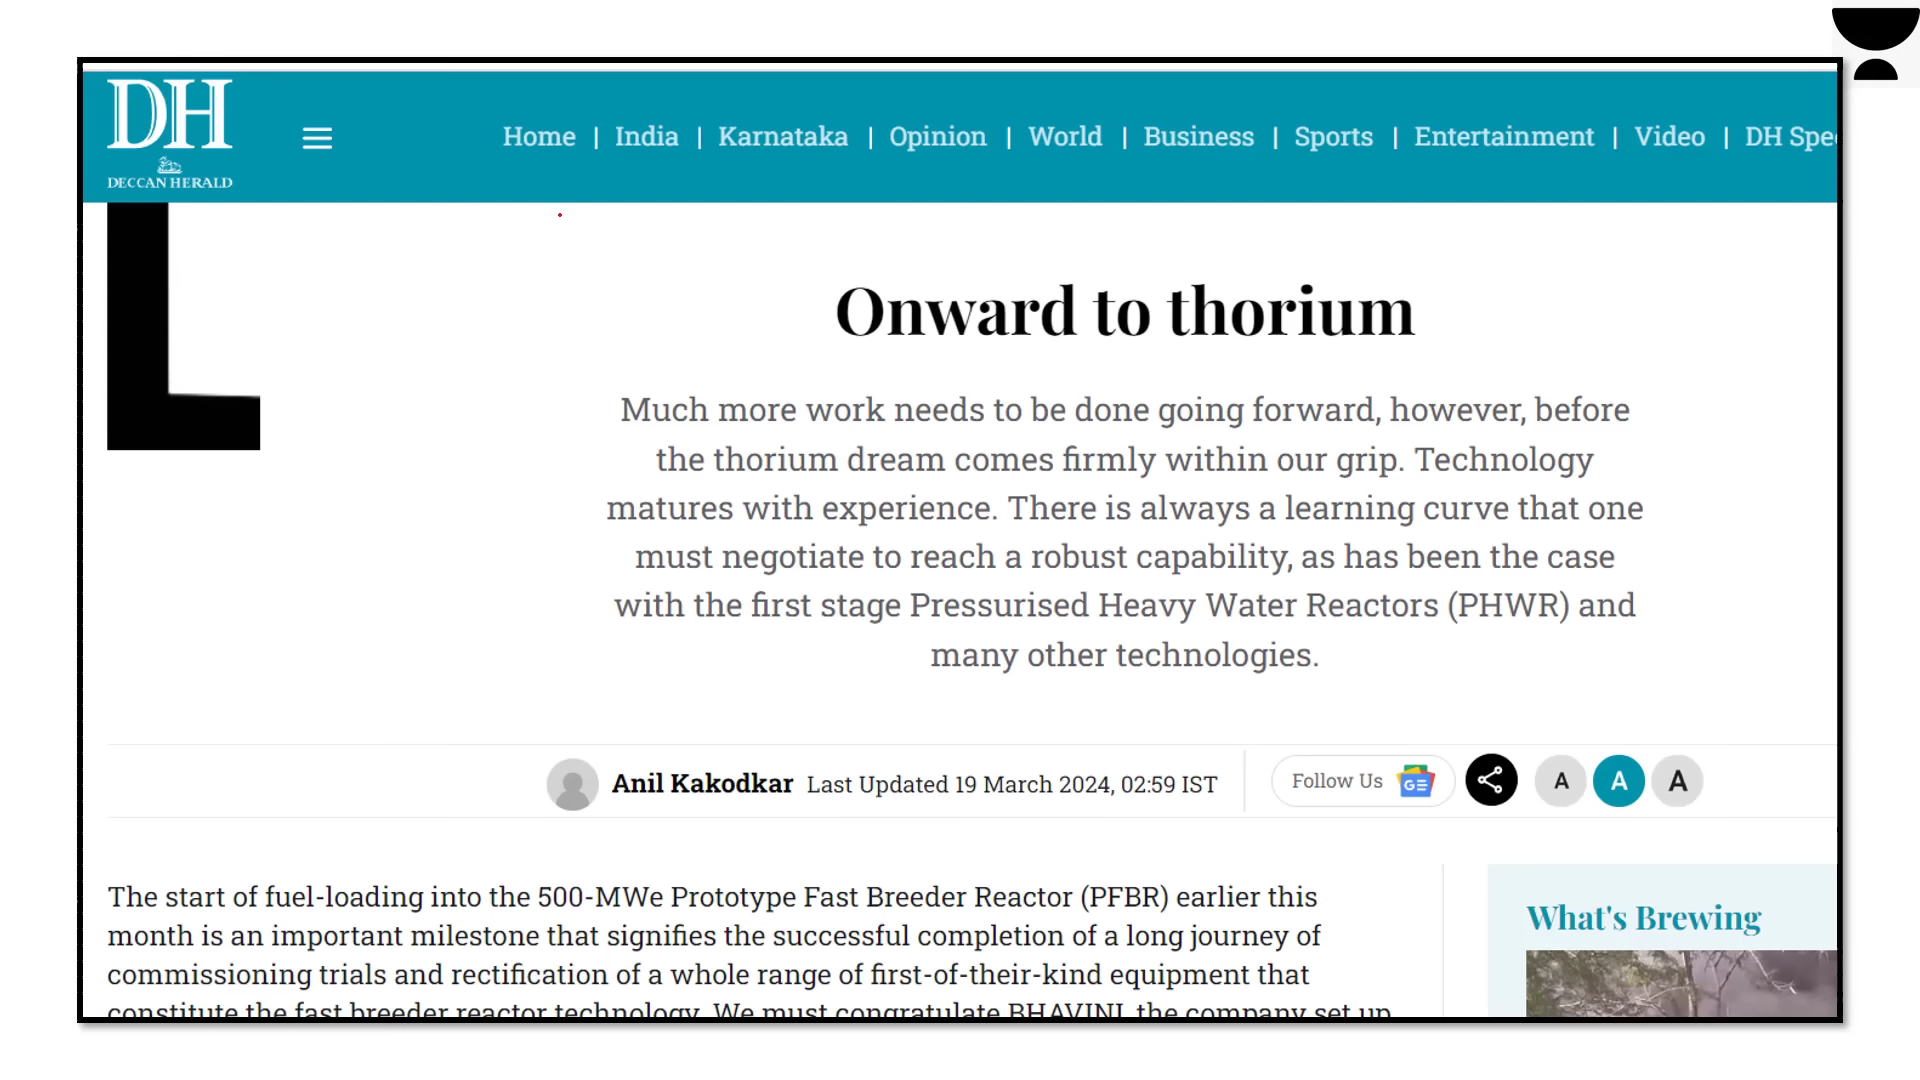 DH
DECCAN HERALD
Home | India | Karnataka | Opinion | World | Business | Sports | Entertainment | Video | DH Spec
Onward to thorium
Much more work needs to be done going forward, however, before
the thorium dream comes firmly within our grip. Technology
matures with experience. There is always a learning curve that one
must negotiate to reach a robust capability, as has been the case
with the first stage Pressurised Heavy Water Reactors (PHWR) and
many other technologies.
Anil Kakodkar Last Updated 19 March 2024, 02:59 IST
Follow Us GE
A A A
The start of fuel-loading into the 500-MWe Prototype Fast Breeder Reactor (PFBR) earlier this
month is an important milestone that signifies the successful completion of a long journey of
commissioning trials and rectification of a whole range of first-of-their-kind equipment that
constitute the fast breeder reactor technology. We must congratulate BHAVINI, the company set up
What's Brewing